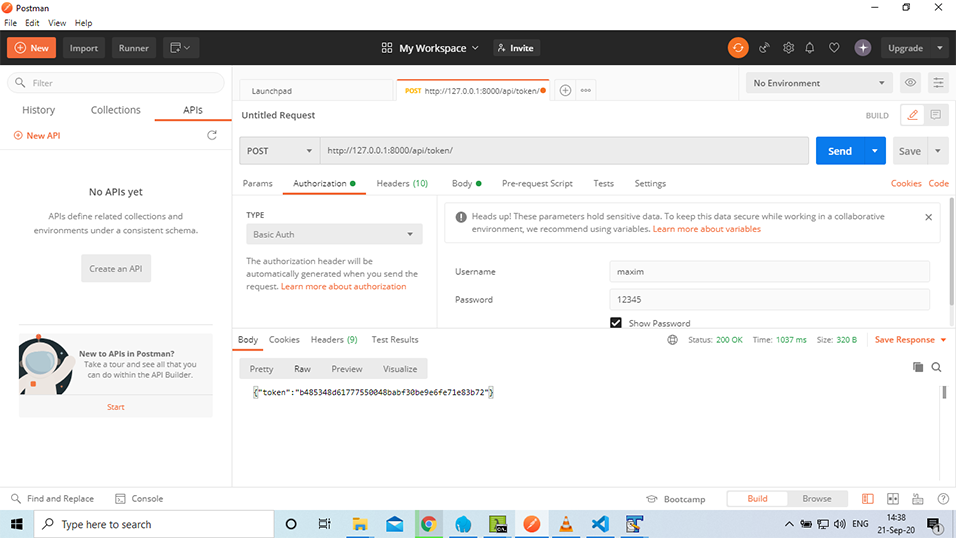 Postman
File Edit View Help
New Import Runner My Workspace Invite Upgrade
Filter
History Collections APIs
New API
No APIs yet
APIs define related collections and
environments under a consistent schema.
Create an API
New to APIs in Postman?
Take a tour and see all that you
can do within the API Builder.
Start
Launchpad
POST http://127.0.0.1:8000/api/token/
No Environment
Untitled Request
BUILD
POST http://127.0.0.1:8000/api/token/ Send Save
Params Authorization Headers (10) Body Pre-request Script Tests Settings Cookies Code
TYPE
Basic Auth
The authorization header will be
automatically generated when you send the
request. Learn more about authorization
Heads up! These parameters hold sensitive data. To keep this data secure while working in a collaborative
environment, we recommend using variables. Learn more about variables
Username maxim
Password 12345
Show Password
Body Cookies Headers (9) Test Results Status: 200 OK Time: 1037 ms Size: 320 B Save Response
Pretty Raw Preview Visualize
{"token":"b485348d61777550048babf30be9e6fe71e83b72"}
Find and Replace Console Bootcamp Build Browse
Type here to search
ENG
14:38
21-Sep-20
1